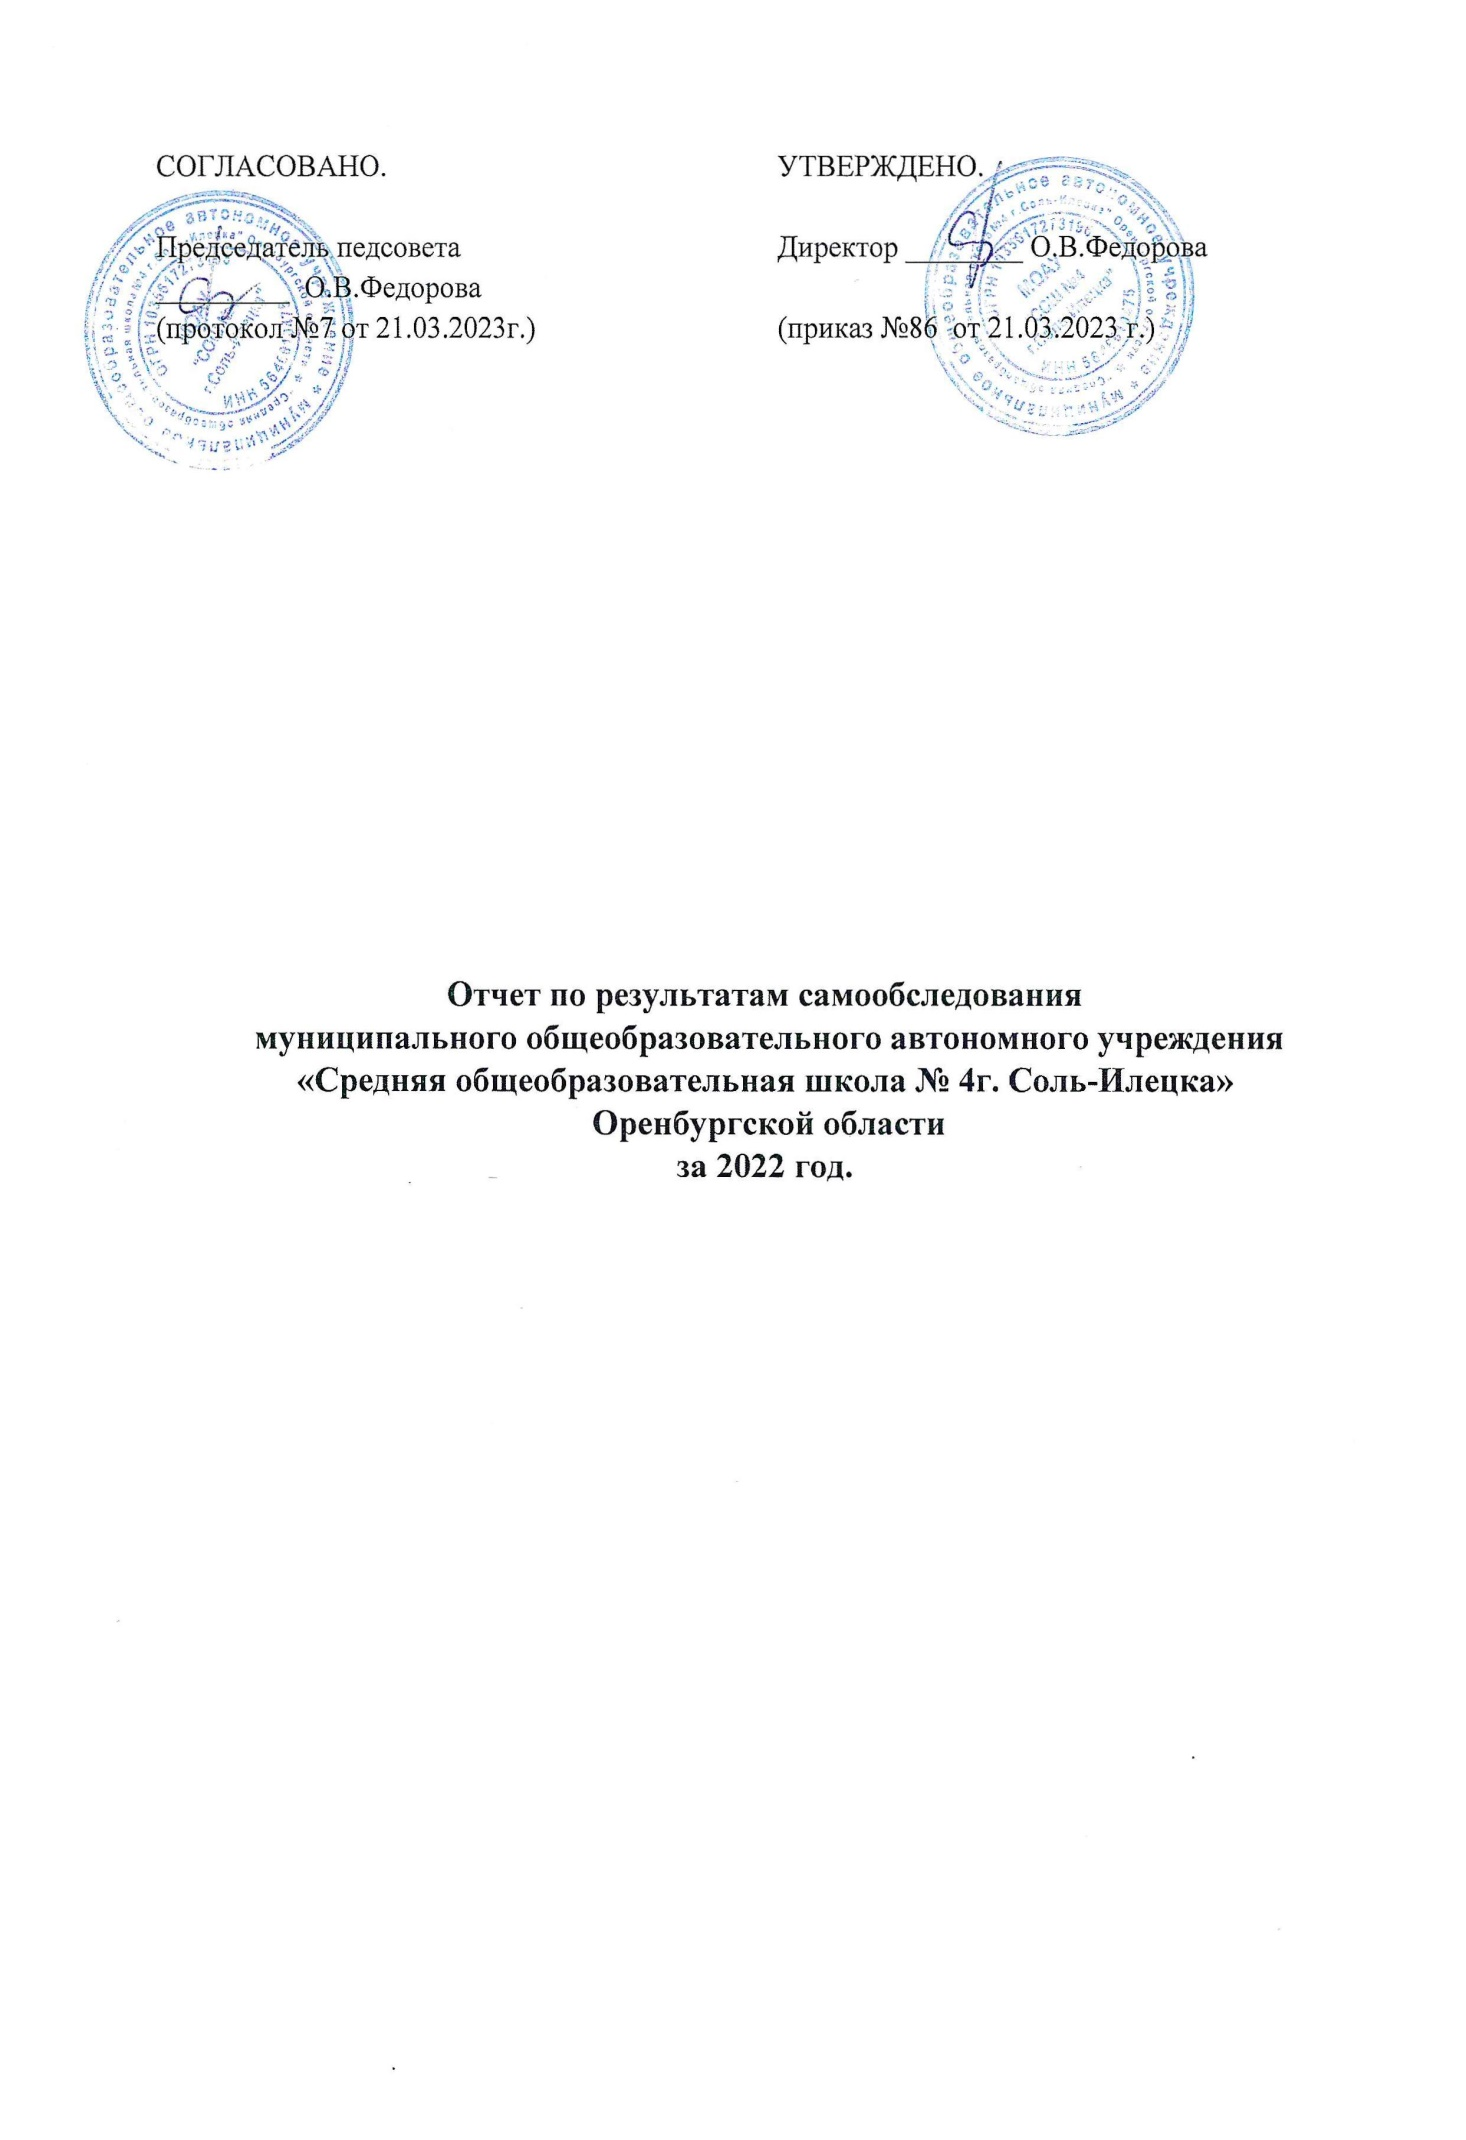 СОГЛАСОВАНО.
Председатель педсовета
_________ О.В.Федорова
(протокол №7 от 21.03.2023г.)
УТВЕРЖДЕНО.
Директор ________ О.В.Федорова
(приказ №86 от 21.03.2023 г.)
Отчет по результатам самообследования
муниципального общеобразовательного автономного учреждения
«Средняя общеобразовательная школа № 4г. Соль-Илецка»
Оренбургской области
за 2022 год.